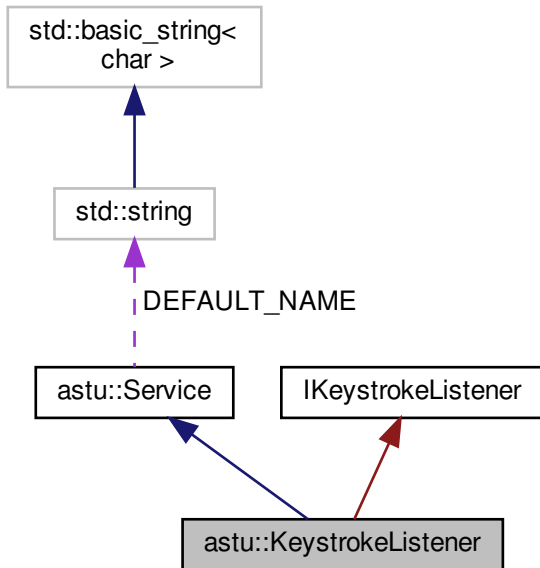 std::basic_string<
char >
std::string
DEFAULT_NAME
astu::Service
IKeystrokeListener
astu::KeystrokeListener